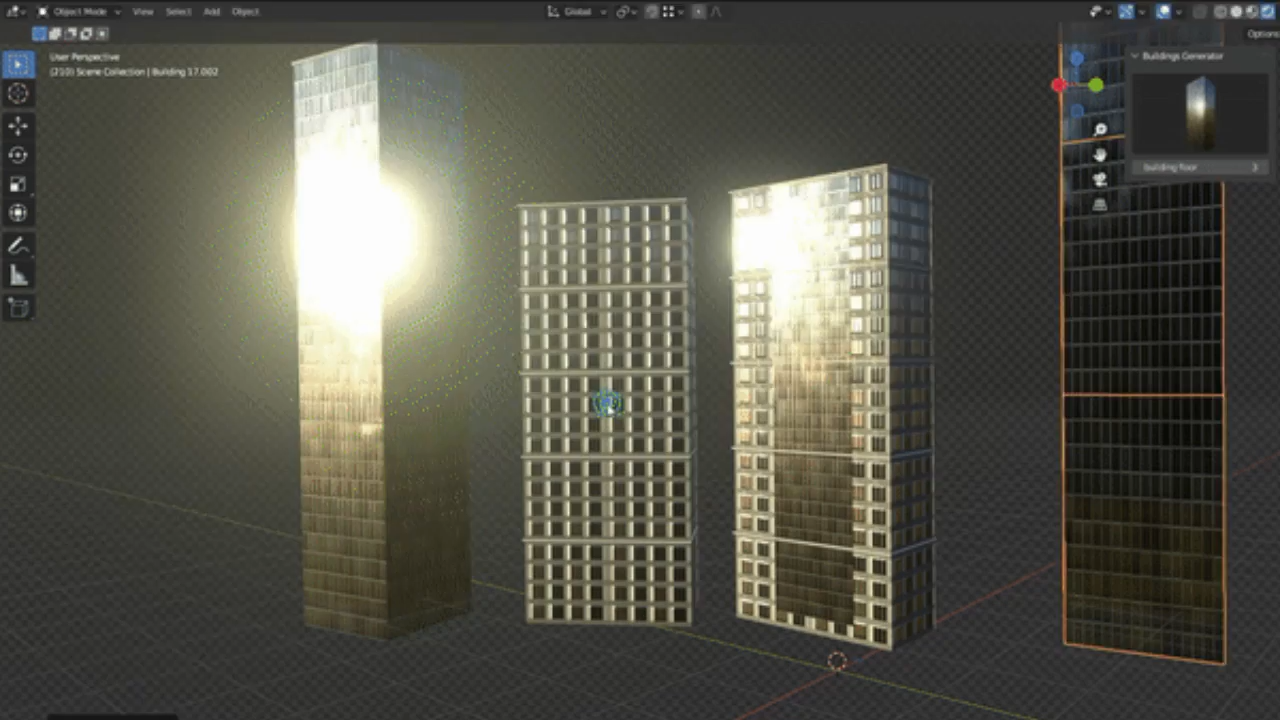 Object Mode View Select Add Object Global
Options
User Perspective
(210) Scene Collection | Building 17.002
Buildings Generator
building floor 3